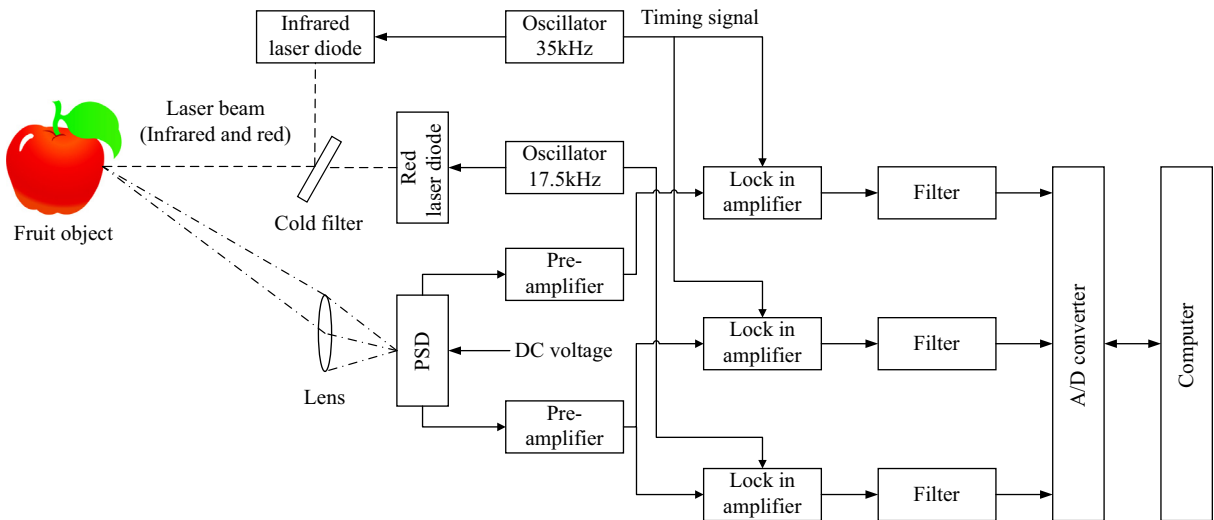 Infrared
laser diode
Oscillator
35kHz
Timing signal
Laser beam
(Infrared and red)
Red
laser diode
Oscillator
17.5kHz
Lock in
amplifier
Filter
Cold filter
Fruit object
Pre-
amplifier
PSD
DC voltage
Lock in
amplifier
Filter
Lens
Pre-
amplifier
Lock in
amplifier
Filter
A/D converter
Computer